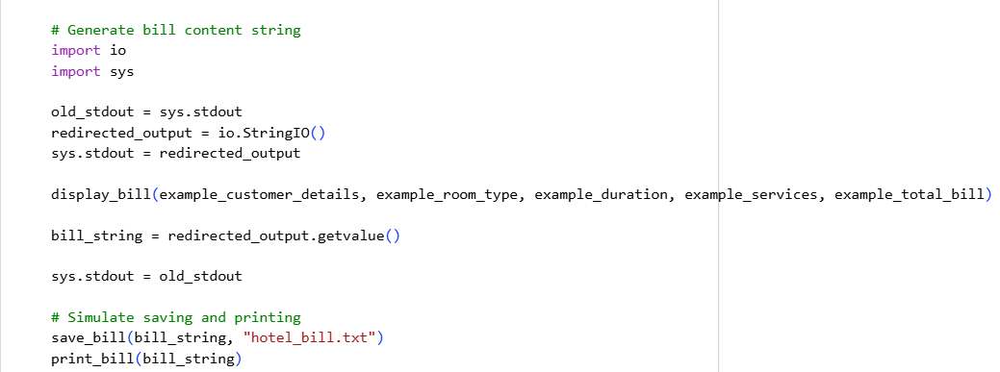 # Generate bill content string
import io
import sys
old_stdout = sys.stdout
redirected_output = io.StringIO()
sys.stdout = redirected_output
display_bill(example_customer_details, example_room_type, example_duration, example_services, example_total_bill)
bill_string = redirected_output.getvalue()
sys.stdout = old_stdout
# Simulate saving and printing
save_bill(bill_string, "hotel_bill.txt")
print_bill(bill_string)